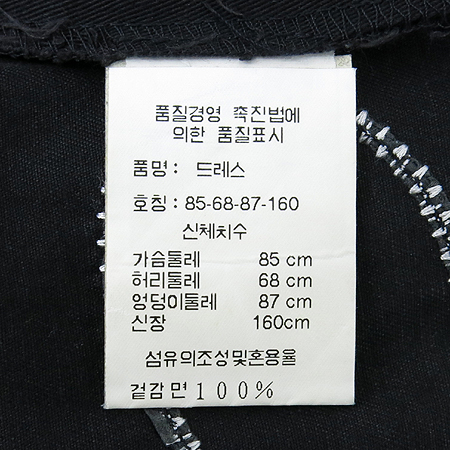 품질경영 촉진법에
의한 품질표시
품명 : 드레스
호칭 : 85-68-87-160
신체치수
가슴둘레 85 cm
허리둘레 68 cm
엉덩이둘레 87 cm
신장 160cm
섬유의조성및혼용율
겉감면 100%